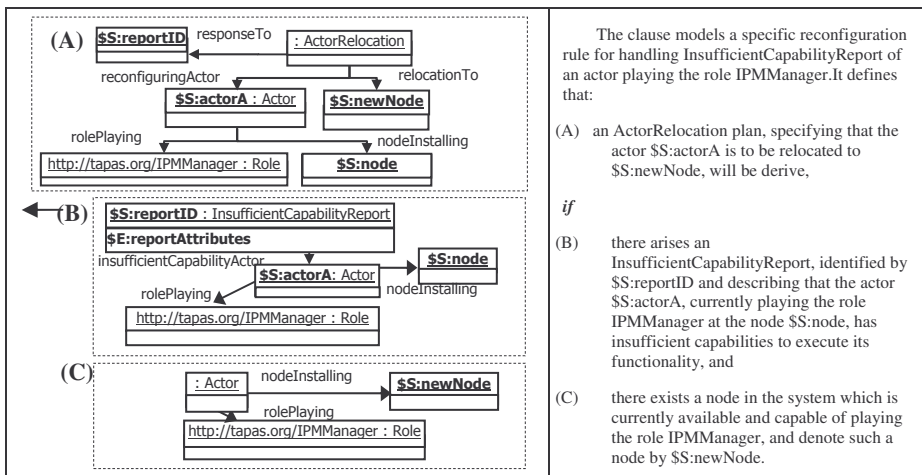 (A)
$S:reportID
responseTo
: ActorRelocation
reconfiguringActor
relocationTo
$S:actorA : Actor
$S:newNode
rolePlaying
nodeInstalling
http://tapas.org/IPMManager : Role
$S:node
(B)
$S:reportID : InsufficientCapabilityReport
$E:reportAttributes
insufficientCapabilityActor
$S:node
$S:actorA: Actor
rolePlaying
nodeInstalling
http://tapas.org/IPMManager : Role
(C)
: Actor
nodeInstalling
$S:newNode
rolePlaying
http://tapas.org/IPMManager : Role
The clause models a specific reconfiguration
rule for handling InsufficientCapabilityReport of
an actor playing the role IPMManager.It defines
that:
(A) an ActorRelocation plan, specifying that the
actor $S:actorA is to be relocated to
$S:newNode, will be derive,
if
(B) there arises an
InsufficientCapabilityReport, identified by
$S:reportID and describing that the actor
$S:actorA, currently playing the role
IPMManager at the node $S:node, has
insufficient capabilities to execute its
functionality, and
(C) there exists a node in the system which is
currently available and capable of playing
the role IPMManager, and denote such a
node by $S:newNode.